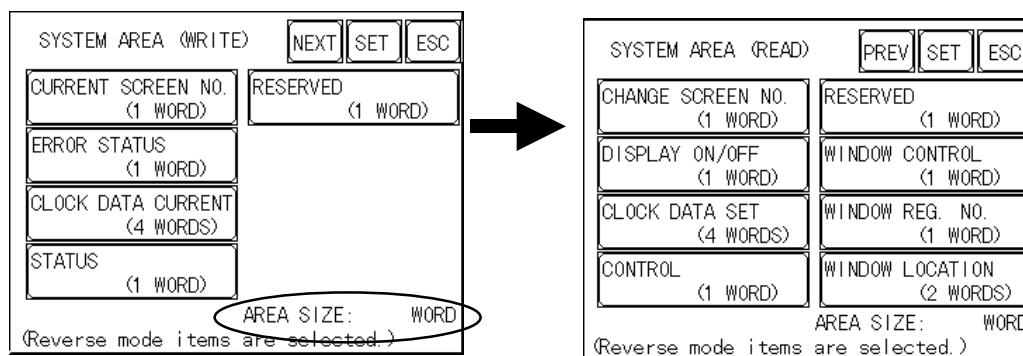 SYSTEM AREA (WRITE)
NEXT
SET
ESC
CURRENT SCREEN NO.
(1 WORD)
RESERVED
(1 WORD)
ERROR STATUS
(1 WORD)
CLOCK DATA CURRENT
(4 WORDS)
STATUS
(1 WORD)
AREA SIZE: WORD
(Reverse mode items are selected.)
SYSTEM AREA (READ)
PREV
SET
ESC
CHANGE SCREEN NO.
(1 WORD)
RESERVED
(1 WORD)
DISPLAY ON/OFF
(1 WORD)
WINDOW CONTROL
(1 WORD)
CLOCK DATA SET
(4 WORDS)
WINDOW REG. NO.
(1 WORD)
CONTROL
(1 WORD)
WINDOW LOCATION
(2 WORDS)
AREA SIZE: WORD
(Reverse mode items are selected.)